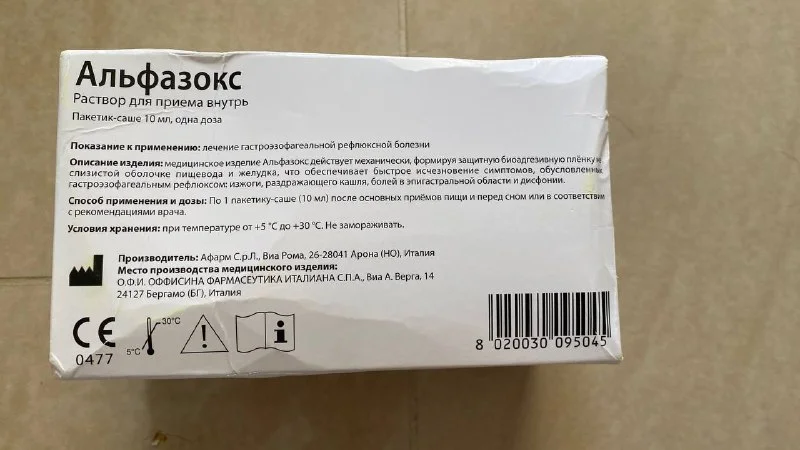 Альфазокс
Раствор для приема внутрь
Пакетик-саше 10 мл, одна доза
Показание к применению: лечение гастроэзофагеальной рефлюксной болезни
Описание изделия: медицинское изделие Альфазокс действует механически, формируя защитную биоадгезивную плёнку на
слизистой оболочке пищевода и желудка, что обеспечивает быстрое исчезновение симптомов, обусловленных
гастроэзофагеальным рефлюксом: изжоги, раздражающего кашля, болей в эпигастральной области и дисфонии.
Способ применения и дозы: По 1 пакетику-саше (10 мл) после основных приёмов пищи и перед сном или в соответствии
с рекомендациями врача.
Условия хранения: при температуре от +5 °C до +30 °C. Не замораживать.
Производитель: Афарм С.р.Л., Виа Рома, 26-28041 Арона (НО), Италия
Место производства медицинского изделия:
О.Ф.И. ОФФИСИНА ФАРМАСЕУТИКА ИТАЛИАНА С.П.А., Виа А. Верга, 14
24127 Бергамо (БГ), Италия
CE
0477
5°C
30°C
8 020030 095045